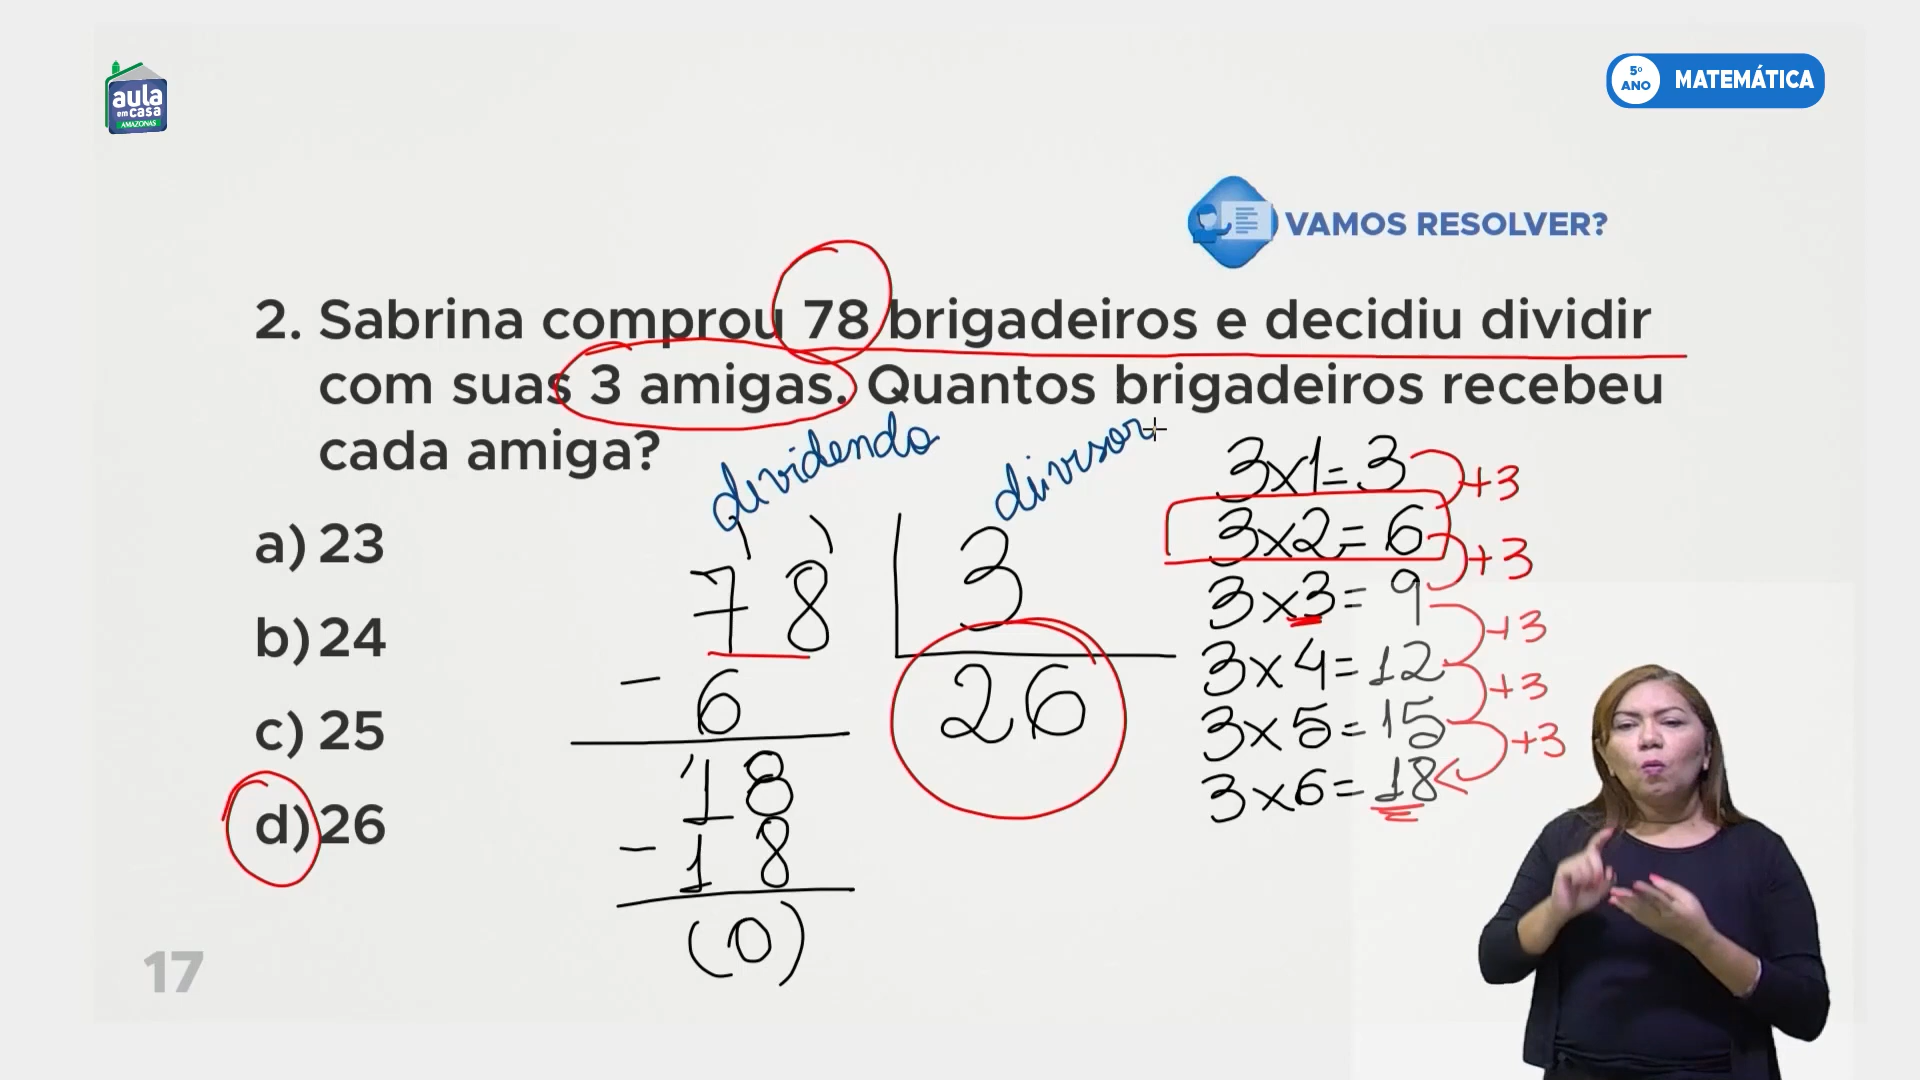 aula
em casa
AMAZONAS
5º
ANO
MATEMÁTICA
VAMOS RESOLVER?
2. Sabrina comprou 78 brigadeiros e decidiu dividir
com suas 3 amigas. Quantos brigadeiros recebeu
cada amiga?
a) 23
b) 24
c) 25
d) 26
dividendo
divisor
78
3
- 6
26
18
- 18
(0)
3x1=3
+3
3x2=6
+3
3x3=9
+3
3x4=12
+3
3x5=15
+3
3x6=18
17